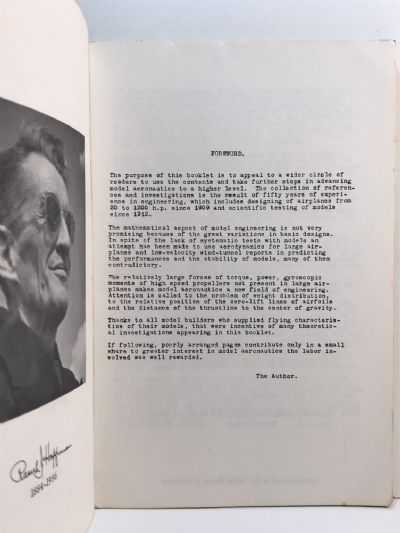 FOREWORD.
The purpose of this booklet is to appeal to a wider circle of
readers to use the contents and take further steps in advancing
model aeronautics to a higher level. The collection of referen-
ces and investigations is the result of fifty years of experi-
ence in engineering, which includes designing of airplanes from
20 to 1200 h.p. since 1909 and scientific testing of models
since 1912.
The mathematical aspect of model engineering is not very
promising because of the great variations in basic designs.
In spite of the lack of systematic tests with models an
attempt has been made to use aerodynamics for large air-
planes and low-velocity wind-tunnel reports in predicting
the performances and the stability of models, many of them
contradictory.
The relatively large forces of torque, power, gyroscopic
moments of high speed propellers not present in large air-
planes makes model aeronautics a new field of engineering.
Attention is called to the problem of weight distribution,
to the relative position of the zero-lift lines of airfoils
and the distance of the thrustline to the center of gravity.
Thanks to all model builders who supplied flying characteris-
tics of their models, that were incentive of many theoreti-
cal investigations appearing in this booklet.
If following, poorly arranged pages contribute only in a small
share to greater interest in model aeronautics the labor in-
volved was well rewarded.
The Author.
Hoffman
1884-1955